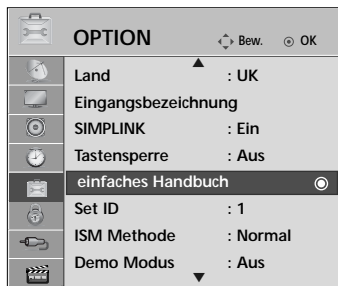 OPTION Bew. OK
Land : UK
Eingangsbezeichnung
SIMPLINK : Ein
Tastensperre : Aus
einfaches Handbuch
Set ID : 1
ISM Methode : Normal
Demo Modus : Aus